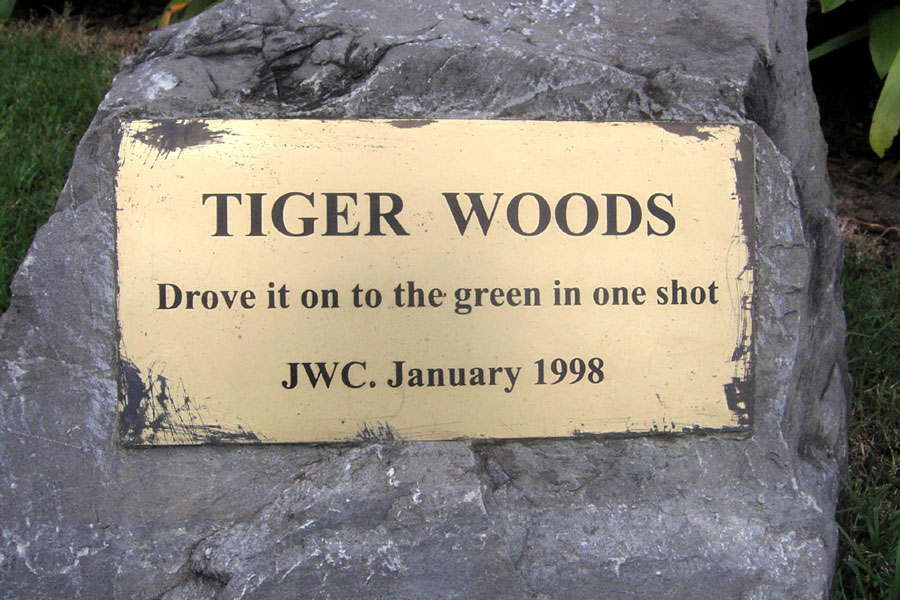 TIGER WOODS
Drove it on to the green in one shot
JWC. January 1998